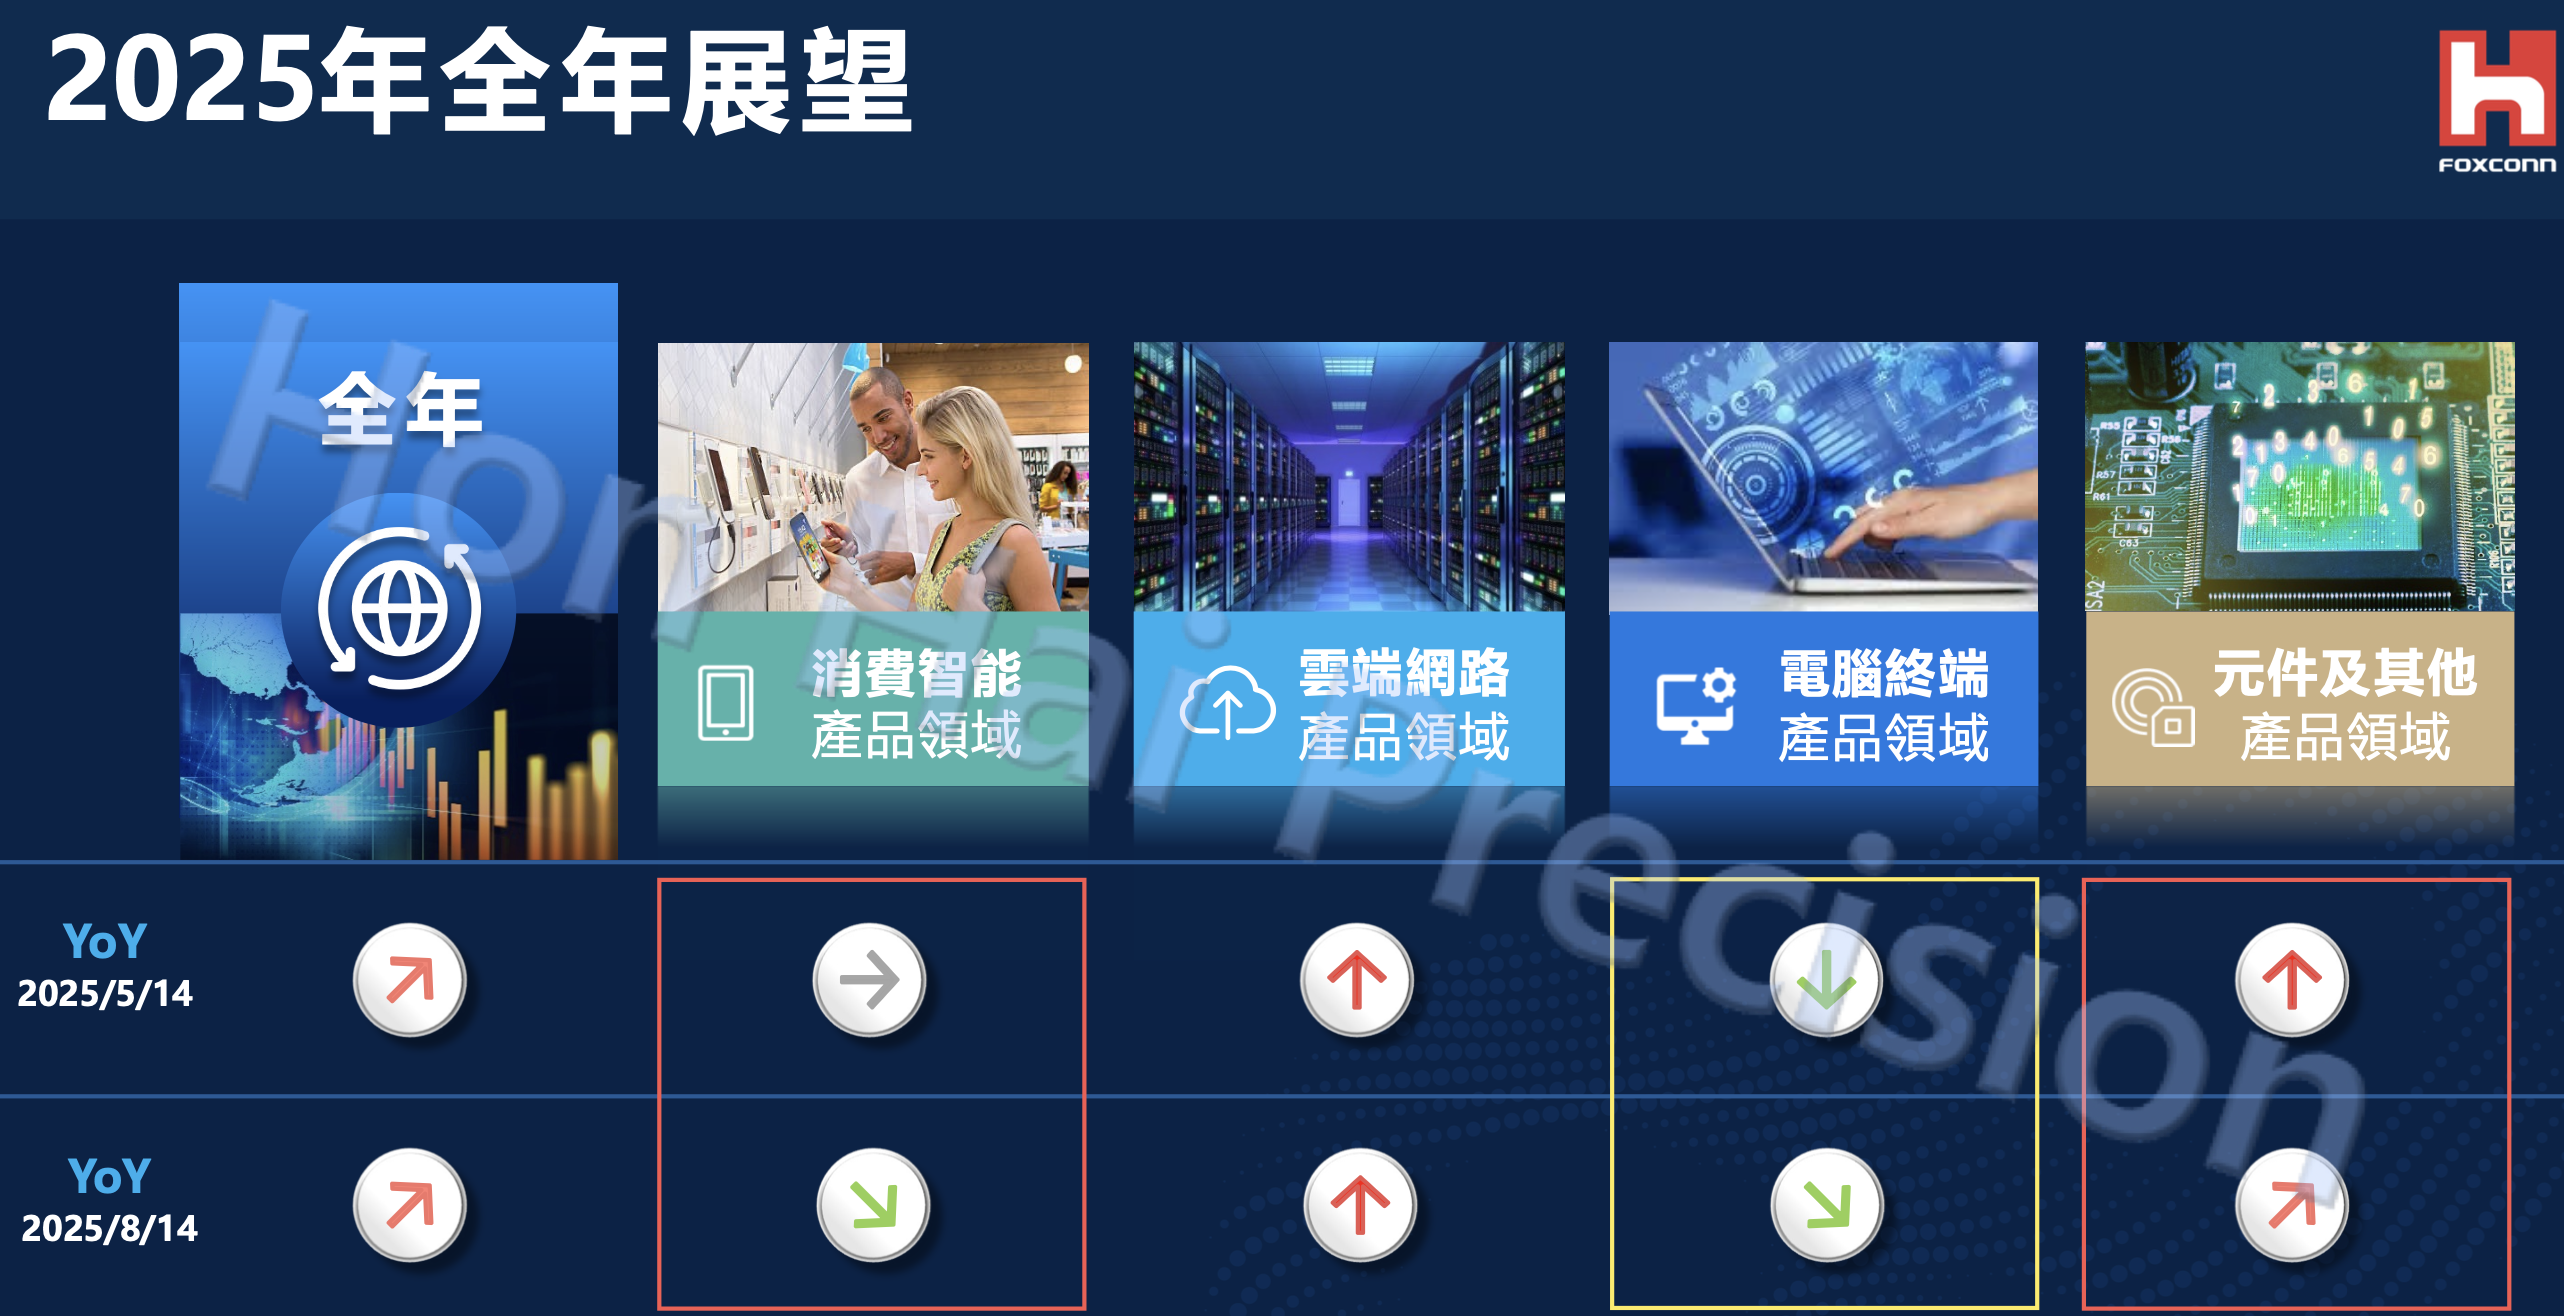 2025年全年展望
FOXCONN
全年
消費智能
產品領域
雲端網路
產品領域
電腦終端
產品領域
元件及其他
產品領域
YoY
2025/5/14
YoY
2025/8/14
Hon Hai Precision